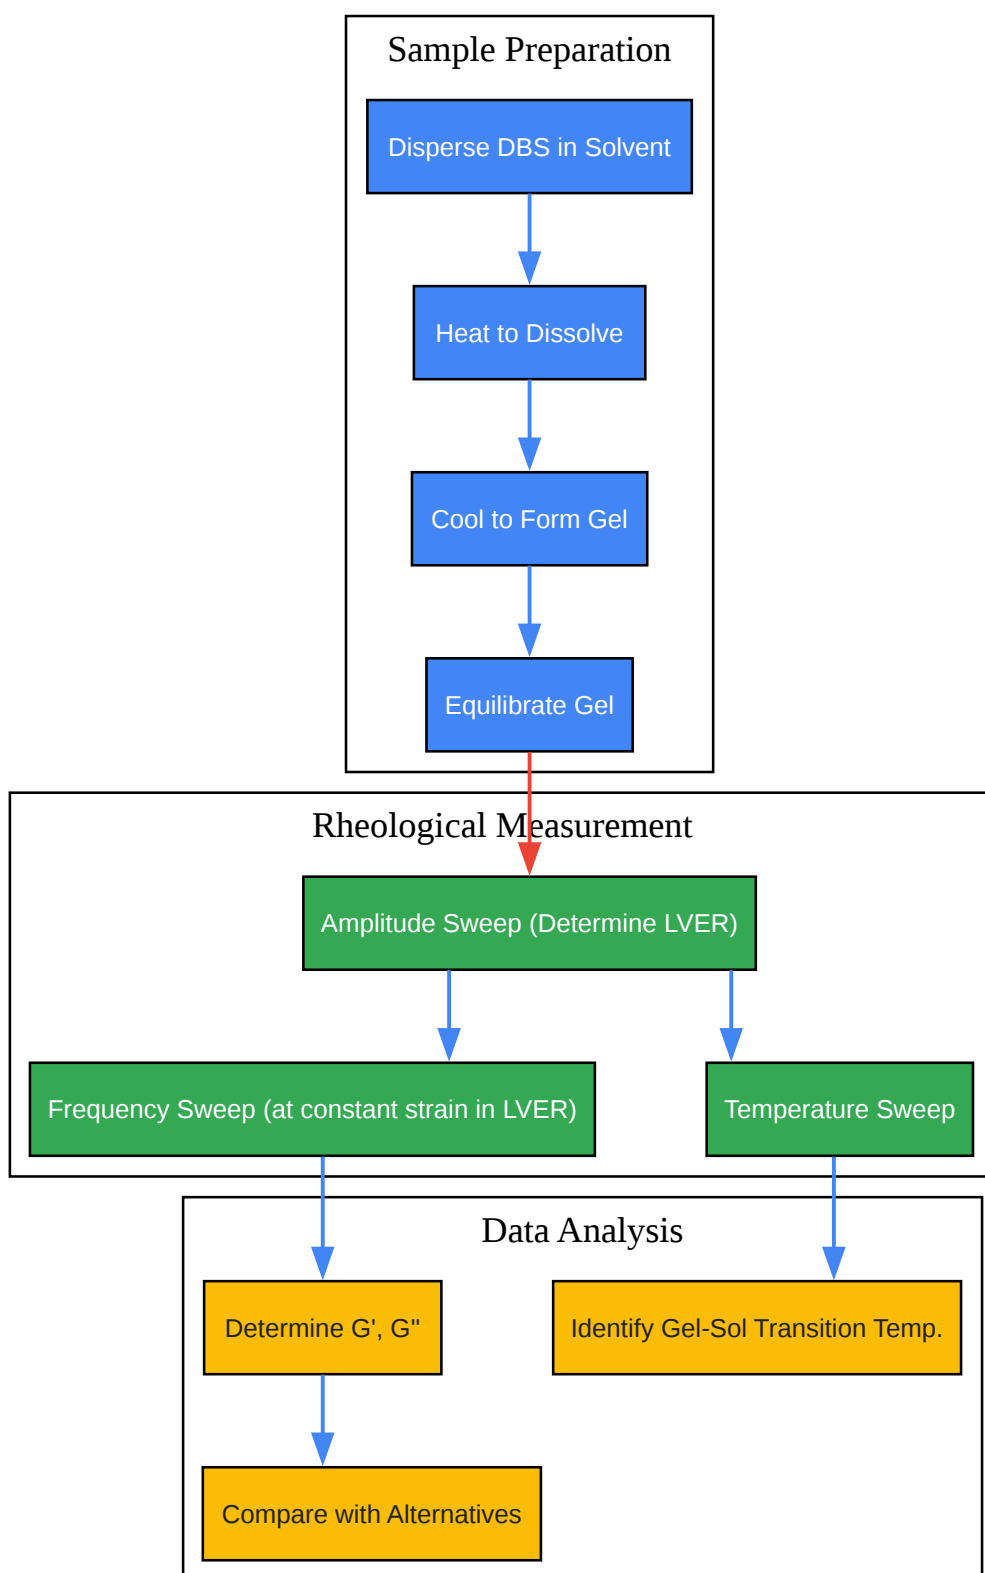 Sample Preparation
Disperse DBS in Solvent
Heat to Dissolve
Cool to Form Gel
Equilibrate Gel
Rheological Measurement
Amplitude Sweep (Determine LVER)
Frequency Sweep (at constant strain in LVER)
Temperature Sweep
Data Analysis
Determine G', G"
Identify Gel-Sol Transition Temp.
Compare with Alternatives